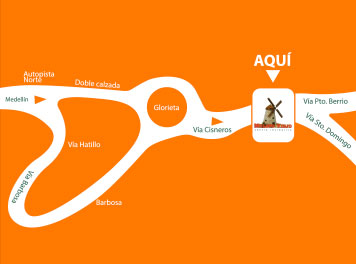 AQUÍ
Autopista
Norte
Doble calzada
Medellín
Glorieta
Vía Pto. Berrio
Vía Cisneros
Vía Sto. Domingo
Vía Hatillo
Vía Barbosa
Barbosa